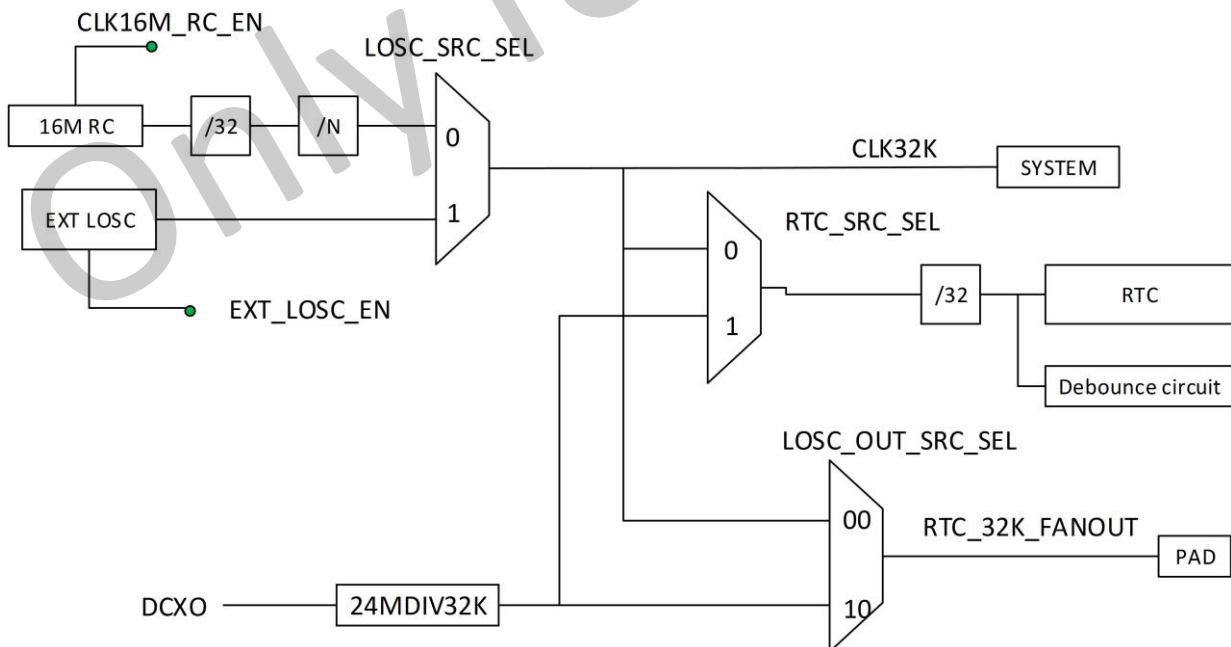 CLK16M_RC_EN
LOSC_SRC_SEL
16M RC
/32
/N
0
CLK32K
SYSTEM
EXT LOSC
1
RTC_SRC_SEL
0
EXT_LOSC_EN
/32
RTC
1
Debounce circuit
LOSC_OUT_SRC_SEL
00
RTC_32K_FANOUT
PAD
DCXO
24MDIV32K
10
Only